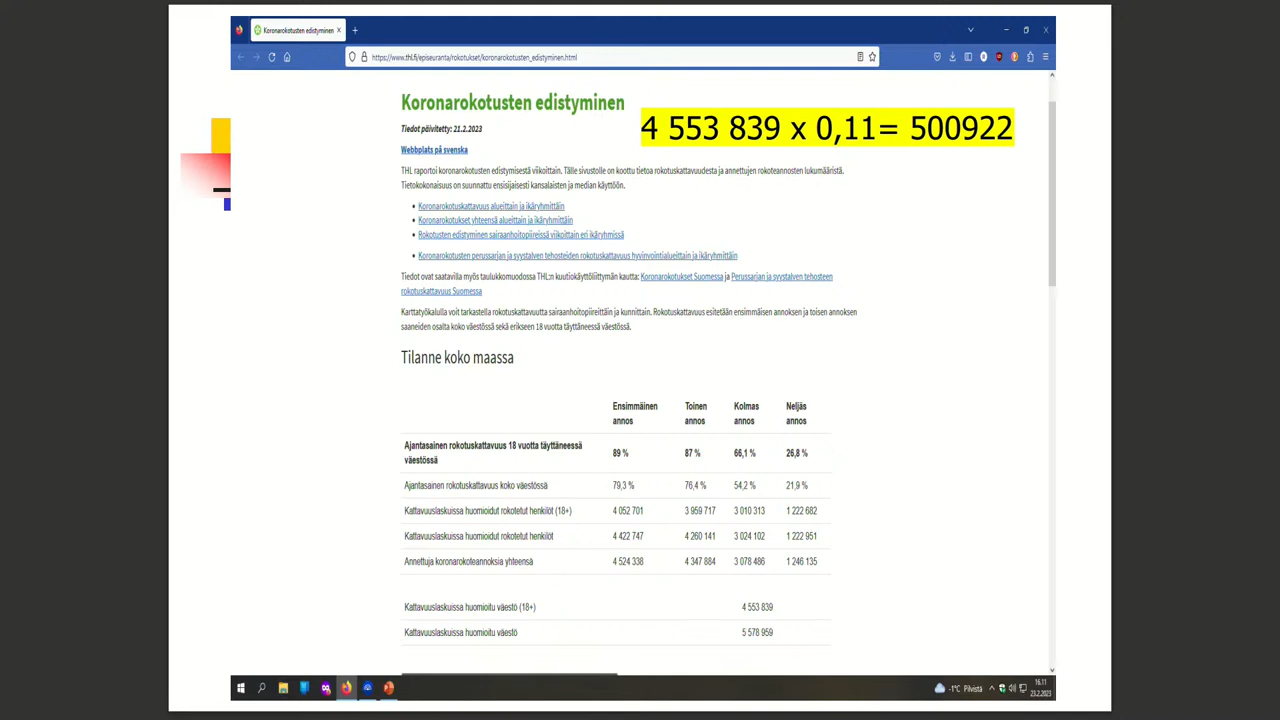 Koronarokotusten edistyminen
https://www.thl.fi/episeuranta/rokotukset/koronarokotusten_edistyminen.html
Koronarokotusten edistyminen
4 553 839 x 0,11= 500922
Tiedot päivitetty: 21.2.2023
Webbplats på svenska
THL raportoi koronarokotusten edistymisestä viikoittain. Tälle sivustolle on koottu tietoa rokotuskattavuudesta ja annettujen rokoteannosten lukumääristä.
Tietokokonaisuus on suunnattu ensisijaisesti kansalaisten ja median käyttöön.
Koronarokotuskattavuus alueittain ja ikäryhmittäin
Koronarokotukset yhteensä alueittain ja ikäryhmittäin
Rokotusten edistyminen sairaanhoitopiireissä viikoittain eri ikäryhmissä
Koronarokotusten perussarjan ja syystalven tehosteiden rokotuskattavuus hyvinvointialueittain ja ikäryhmittäin
Tiedot ovat saatavilla myös taulukkomuodossa THL:n kuutiokäyttöliittymän kautta: Koronarokotukset Suomessa ja Perussarjan ja syystalven tehosteen
rokotuskattavuus Suomessa
Karttatyökalulla voit tarkastella rokotuskattavuutta sairaanhoitopiireittäin ja kunnittain. Rokotuskattavuus esitetään ensimmäisen annoksen ja toisen annoksen
saaneiden osalta koko väestössä sekä erikseen 18 vuotta täyttäneessä väestössä.
Tilanne koko maassa
Ensimmäinen annos Toinen annos Kolmas annos Neljäs annos
Ajantasainen rokotuskattavuus 18 vuotta täyttäneessä väestössä 89 % 87 % 66,1 % 26,8 %
Ajantasainen rokotuskattavuus koko väestössä 79,3 % 76,4 % 54,2 % 21,9 %
Kattavuuslaskuissa huomioidut rokotetut henkilöt (18+) 4 052 701 3 959 717 3 010 313 1 222 682
Kattavuuslaskuissa huomioidut rokotetut henkilöt 4 422 747 4 260 141 3 024 102 1 222 951
Annettuja koronarokoteannoksia yhteensä 4 524 338 4 347 884 3 078 486 1 246 135
Kattavuuslaskuissa huomioitu väestö (18+) 4 553 839
Kattavuuslaskuissa huomioitu väestö 5 578 959
-1°C Pilvistä
16.11
23.2.2023